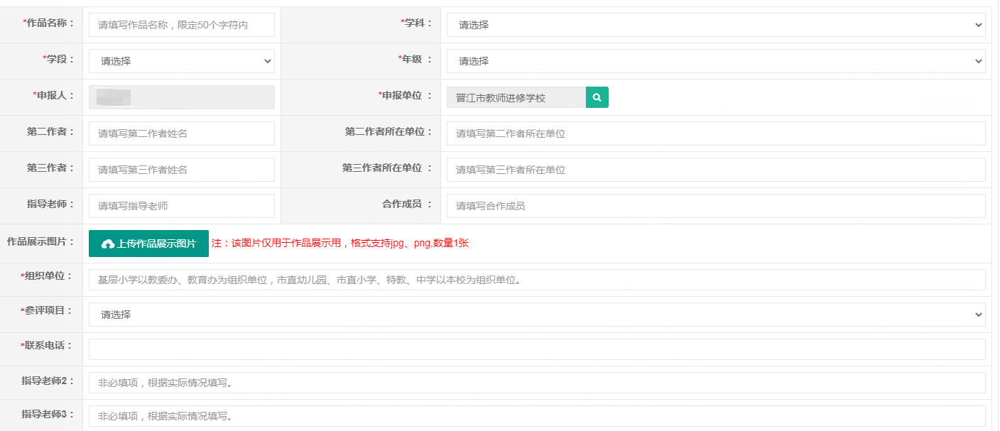 *作品名称： 请填写作品名称，限定50个字符内 *学科： 请选择
*学段： 请选择 *年级 ： 请选择
*申报人： *申报单位 ： 晋江市教师进修学校
第二作者： 请填写第二作者姓名 第二作者所在单位： 请填写第二作者所在单位
第三作者： 请填写第三作者姓名 第三作者所在单位 ： 请填写第三作者所在单位
指导老师： 请填写指导老师 合作成员 ： 请填写合作成员
作品展示图片： 上传作品展示图片 注：该图片仅用于作品展示用，格式支持jpg、png,数量1张
*组织单位： 基层小学以教委办、教育办为组织单位，市直幼儿园、市直小学、特教、中学以本校为组织单位。
*参评项目： 请选择
*联系电话：
指导老师2： 非必填项，根据实际情况填写。
指导老师3： 非必填项，根据实际情况填写。